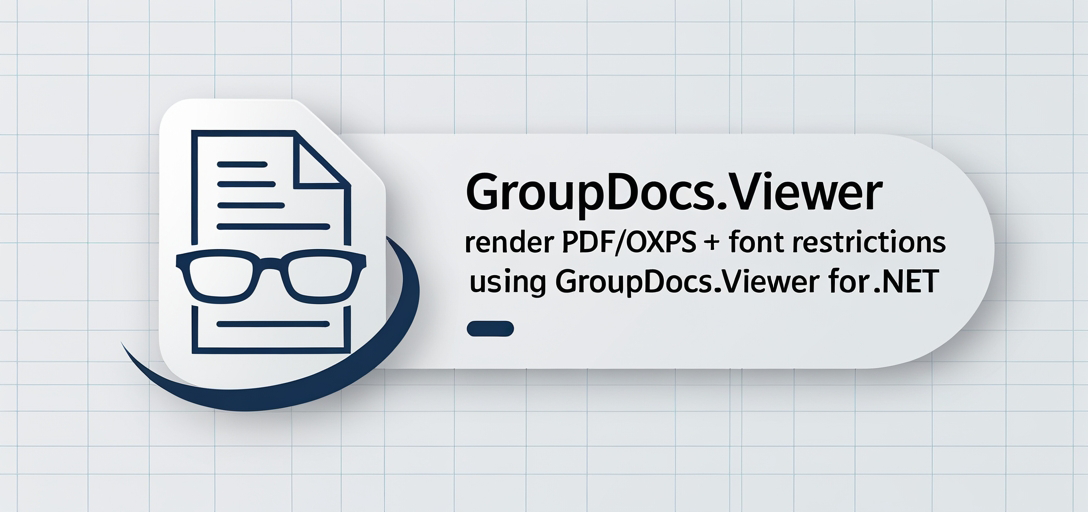 GroupDocs.Viewer
render PDF/OXPS + font restrictions
using GroupDocs.Viewer for .NET